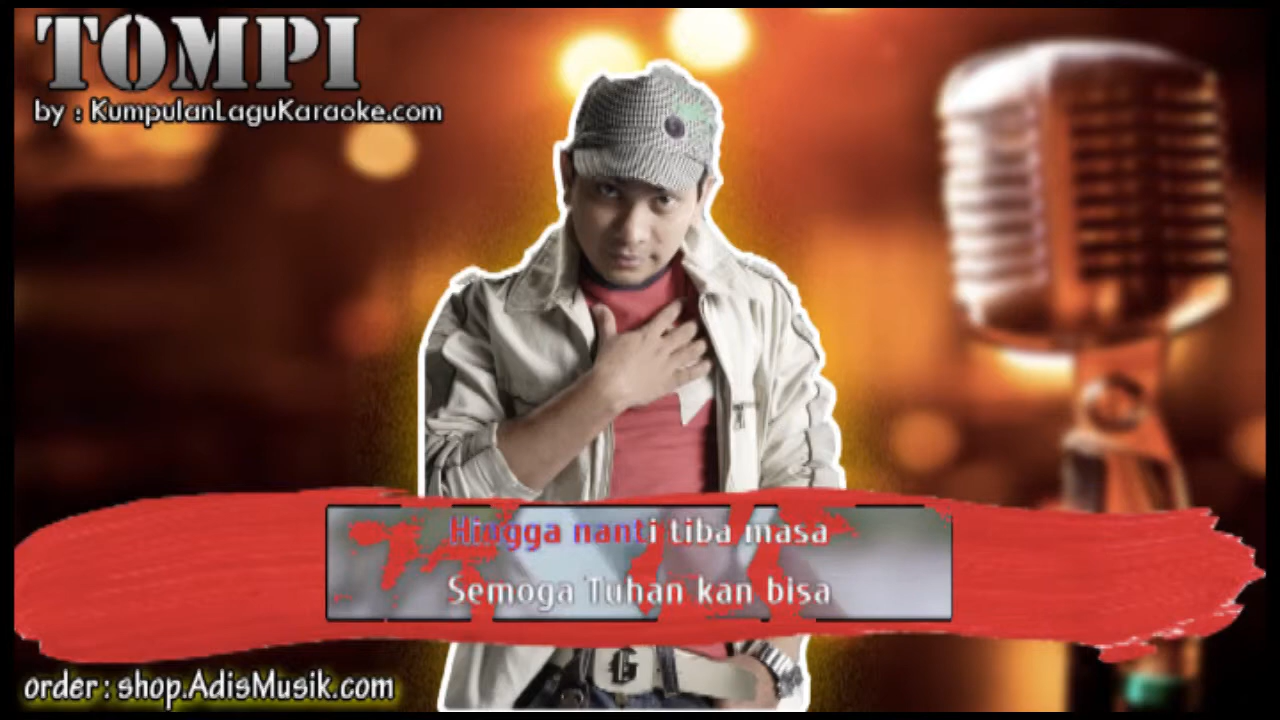 TOMPI
by : KumpulanLaguKaraoke.com
Hingga nanti tiba masa
Semoga Tuhan kan bisa
G
order : shop.AdisMusik.com